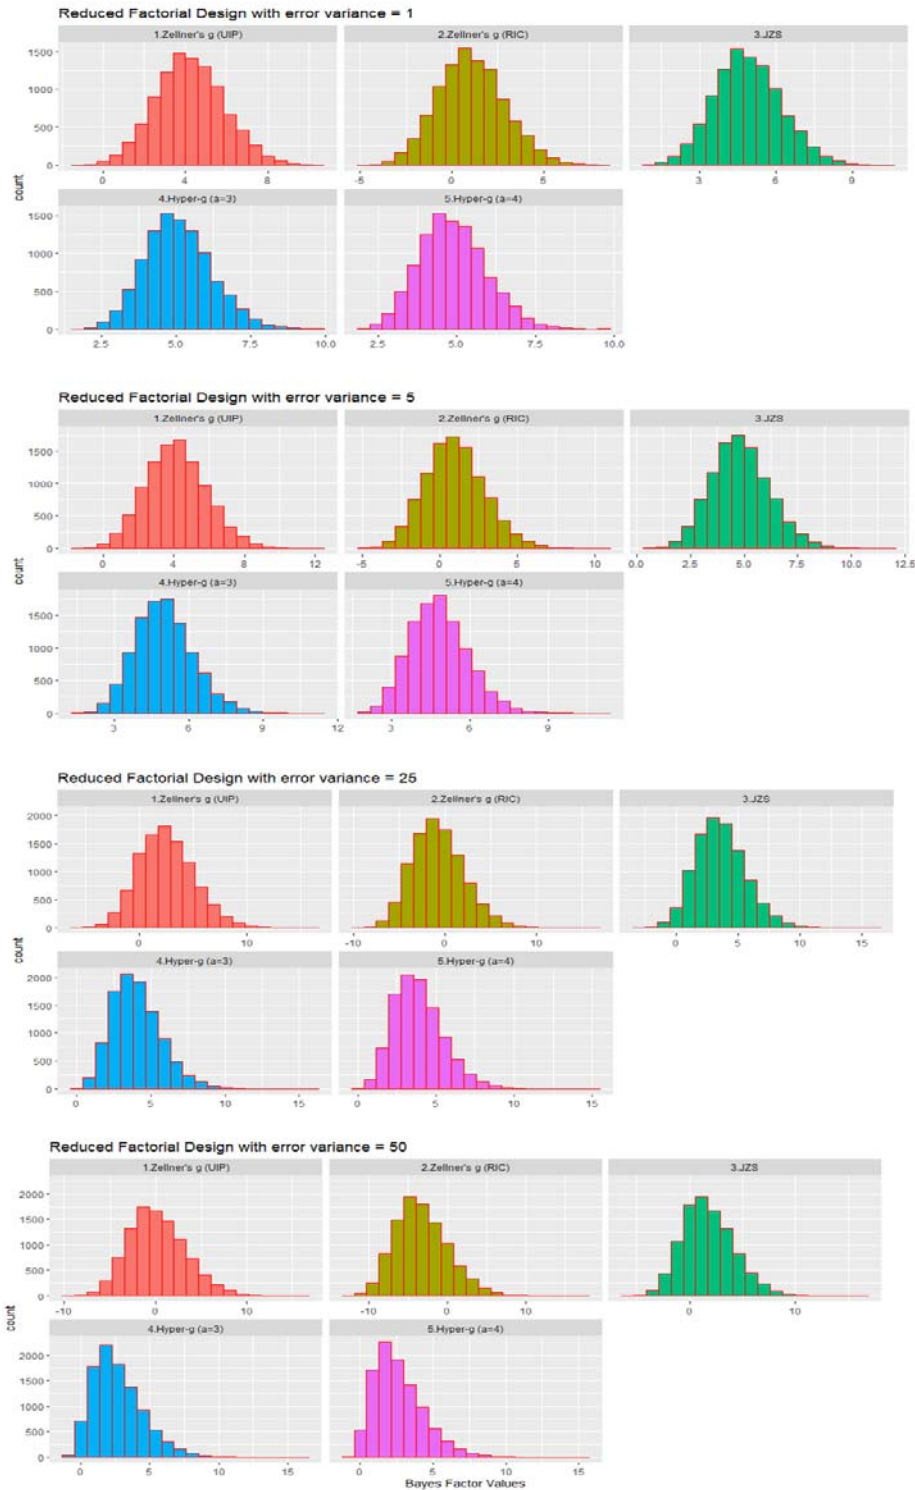 Reduced Factorial Design with error variance = 1
1.Zellner's g (UIP) 2.Zellner's g (RIC) 3.JZS
1500
1000
500
0
0 4 8 -5 0 5 3 6 9
count
4.Hyper-g (a=3) 5.Hyper-g (a=4)
1500
1000
500
0
2.5 5.0 7.5 10.0 2.5 5.0 7.5 10.0
Reduced Factorial Design with error variance = 5
1.Zellner's g (UIP) 2.Zellner's g (RIC) 3.JZS
1500
1000
500
0
0 4 8 12 -5 0 5 10 0.0 2.5 5.0 7.5 10.0 12.5
count
4.Hyper-g (a=3) 5.Hyper-g (a=4)
1500
1000
500
0
3 6 9 12 3 6 9
Reduced Factorial Design with error variance = 25
1.Zellner's g (UIP) 2.Zellner's g (RIC) 3.JZS
2000
1500
1000
500
0
0 10 -10 0 10 0 5 10 15
count
4.Hyper-g (a=3) 5.Hyper-g (a=4)
2000
1500
1000
500
0
0 5 10 15 0 5 10 15
Reduced Factorial Design with error variance = 50
1.Zellner's g (UIP) 2.Zellner's g (RIC) 3.JZS
2000
1500
1000
500
0
-10 0 10 -10 0 10 0 10
count
4.Hyper-g (a=3) 5.Hyper-g (a=4)
2000
1500
1000
500
0
0 5 10 15 0 5 10 15
Bayes Factor Values